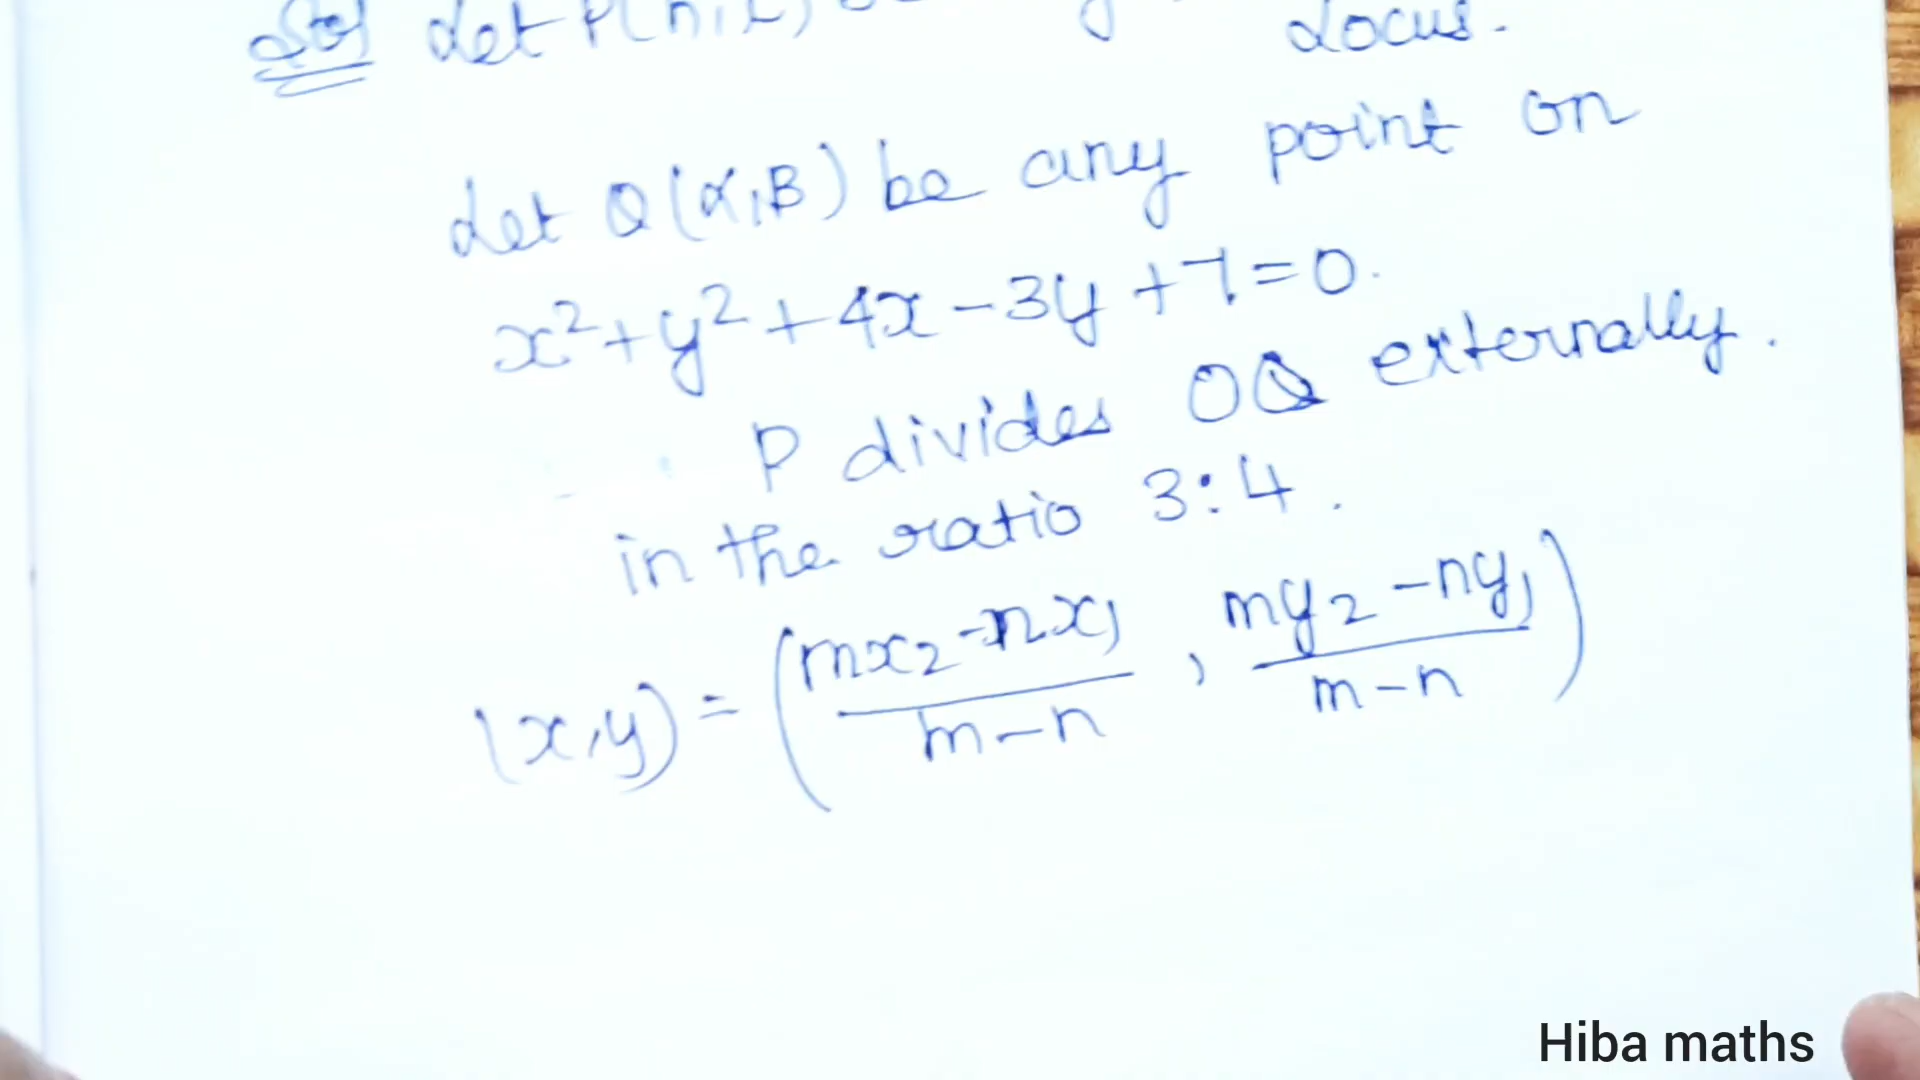 Sol Let P(h,k) Locus.
Let Q(α,β) be any point on
x²+y²+4x-3y+7=0.
P divides OQ externally.
in the ratio 3:4.
(x,y) = (mx₂-nx₁/m-n, my₂-ny₁/m-n)
Hiba maths